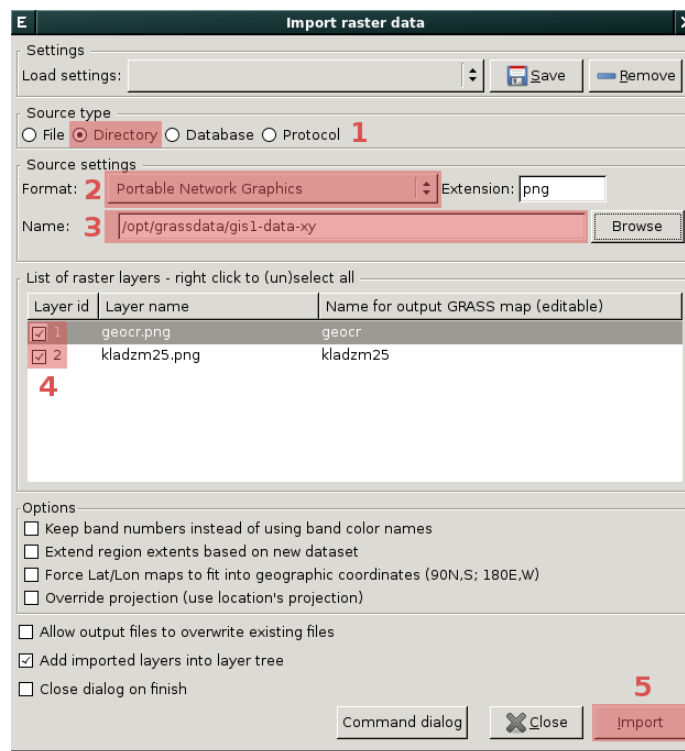 E Import raster data X
Settings
Load settings: Save Remove
Source type
File Directory Database Protocol 1
Source settings
Format: 2 Portable Network Graphics Extension: png
Name: 3 /opt/grassdata/gis1-data-xy Browse
List of raster layers - right click to (un)select all
Layer id Layer name Name for output GRASS map (editable)
1 geocr.png geocr
2 kladzm25.png kladzm25
4
Options
Keep band numbers instead of using band color names
Extend region extents based on new dataset
Force Lat/Lon maps to fit into geographic coordinates (90N,S; 180E,W)
Override projection (use location's projection)
Allow output files to overwrite existing files
Add imported layers into layer tree
Close dialog on finish
5
Command dialog Close Import